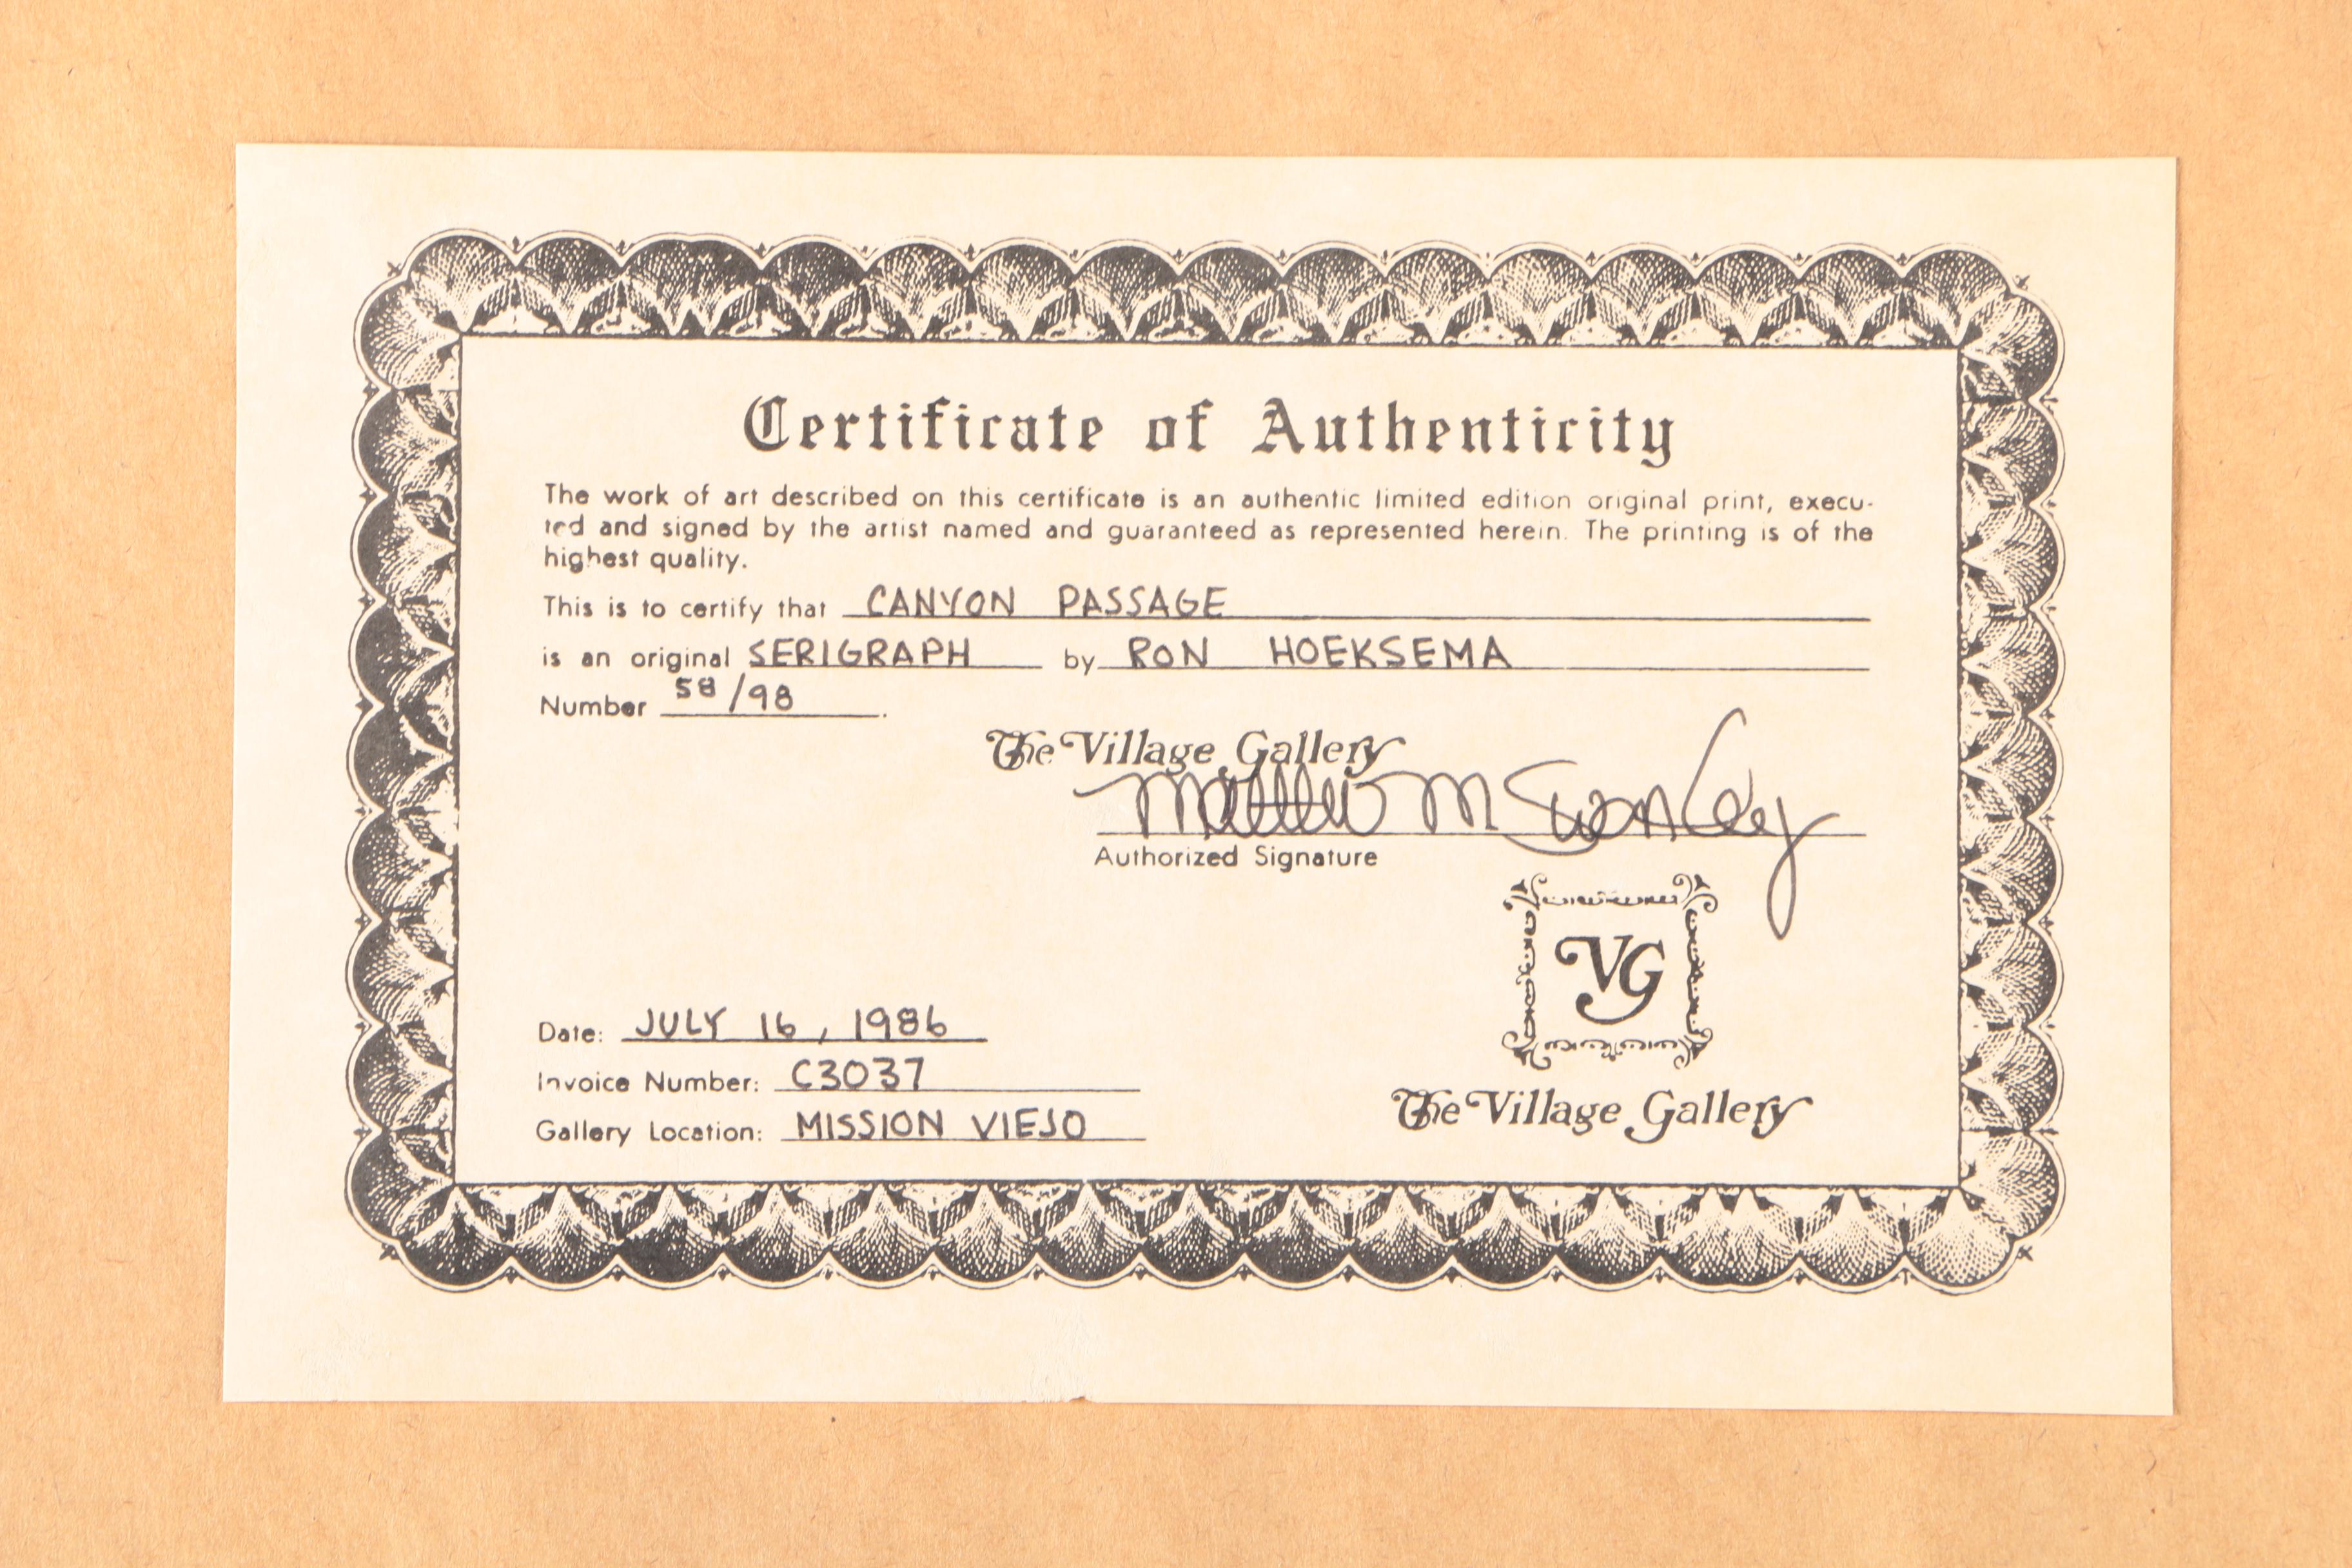 Certificate of Authenticity
The work of art described on this certificate is an authentic limited edition original print, execu-
ted and signed by the artist named and guaranteed as represented herein. The printing is of the
highest quality.
This is to certify that CANYON PASSAGE
is an original SERIGRAPH by RON HOEKSEMA
Number 58/98.
The Village Gallery
Matthew M
Authorized Signature
VG
Date: JULY 16, 1986
Invoice Number: C3037
Gallery Location: MISSION VIEJO
The Village Gallery